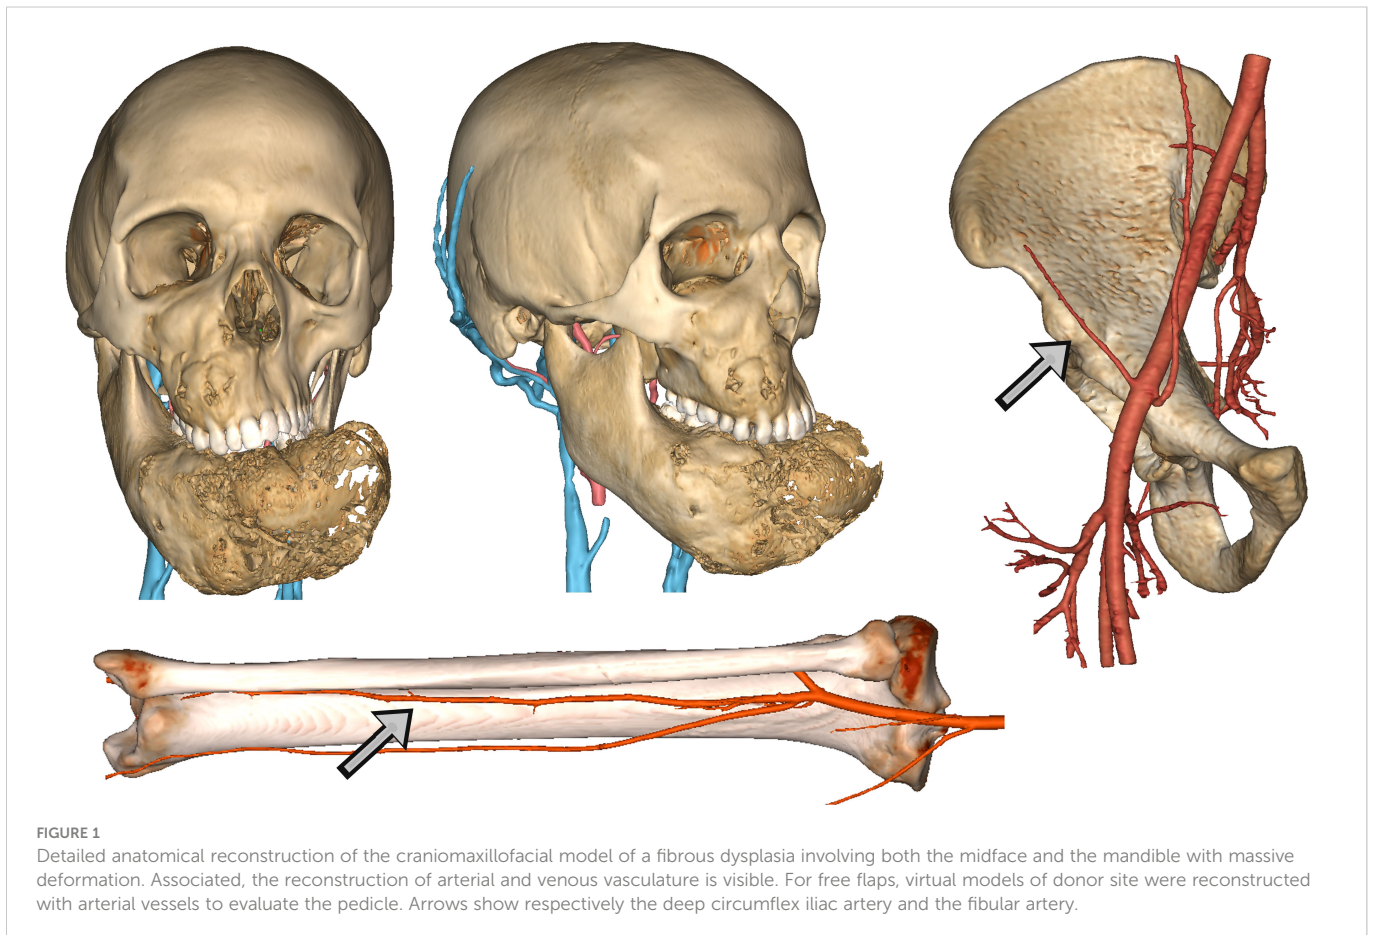 FIGURE 1
Detailed anatomical reconstruction of the craniomaxillofacial model of a fibrous dysplasia involving both the midface and the mandible with massive
deformation. Associated, the reconstruction of arterial and venous vasculature is visible. For free flaps, virtual models of donor site were reconstructed
with arterial vessels to evaluate the pedicle. Arrows show respectively the deep circumflex iliac artery and the fibular artery.